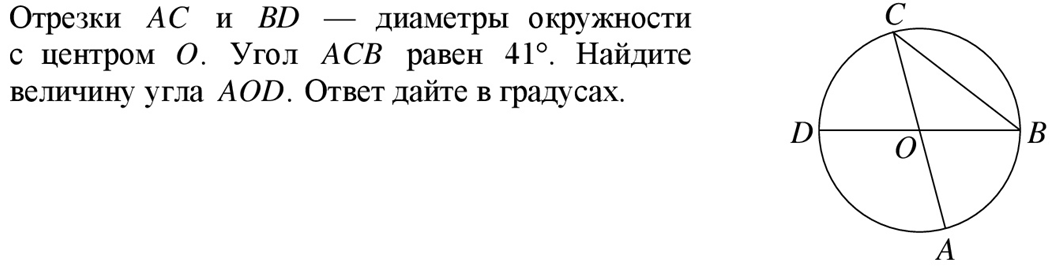 Отрезки AC и BD — диаметры окружности
с центром O. Угол ACB равен 41°. Найдите
величину угла AOD. Ответ дайте в градусах.
C
D
O
B
A